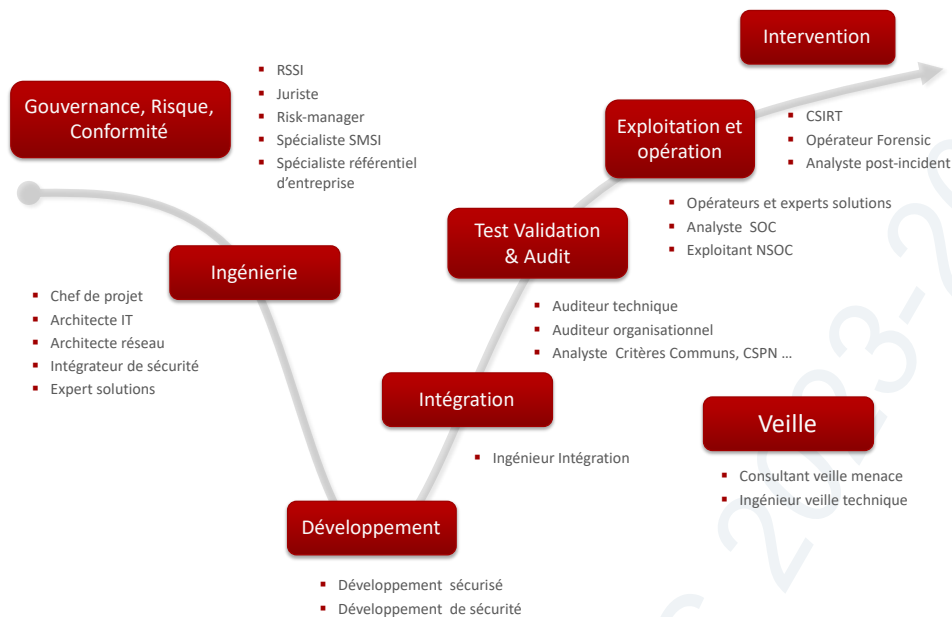 Gouvernance, Risque,
Conformité
RSSI
Juriste
Risk-manager
Spécialiste SMSI
Spécialiste référentiel
d'entreprise
Ingénierie
Chef de projet
Architecte IT
Architecte réseau
Intégrateur de sécurité
Expert solutions
Développement
Développement sécurisé
Développement de sécurité
Intégration
Ingénieur Intégration
Test Validation
& Audit
Auditeur technique
Auditeur organisationnel
Analyste Critères Communs, CSPN ...
Exploitation et
opération
Opérateurs et experts solutions
Analyste SOC
Exploitant NSOC
Intervention
CSIRT
Opérateur Forensic
Analyste post-incident
Veille
Consultant veille menace
Ingénieur veille technique